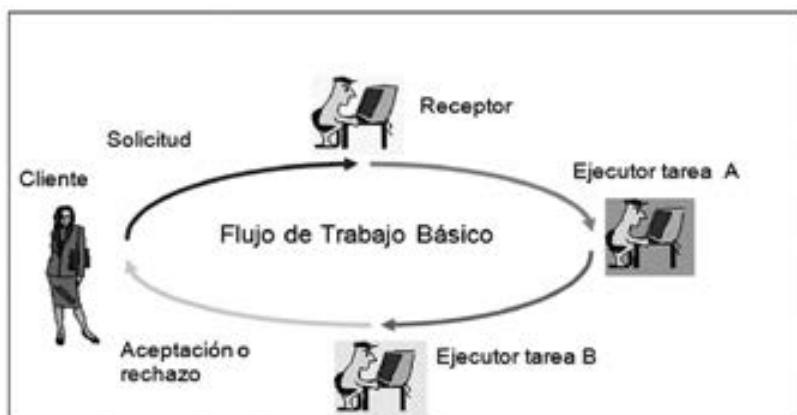 Receptor
Solicitud
Cliente
Ejecutor tarea A
Flujo de Trabajo Básico
Aceptación o
rechazo
Ejecutor tarea B